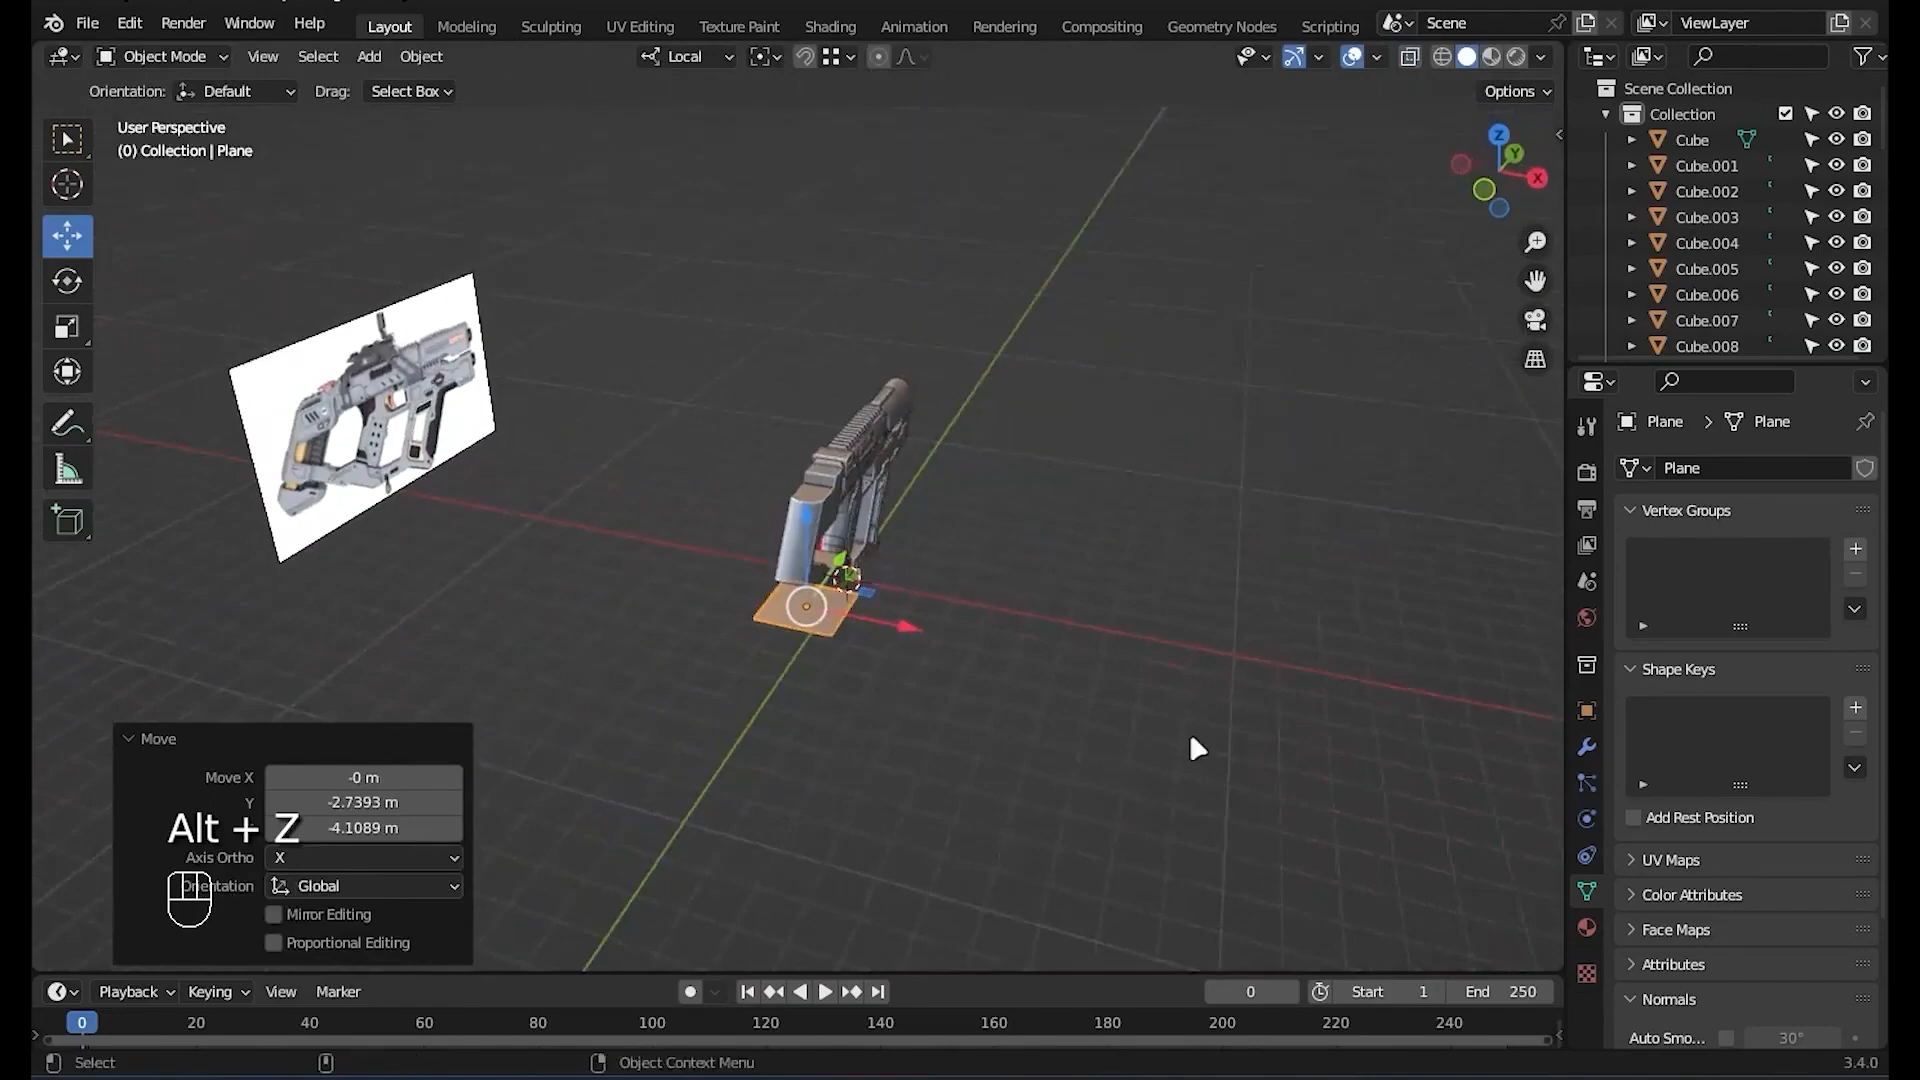 File Edit Render Window Help Layout Modeling Sculpting UV Editing Texture Paint Shading Animation Rendering Compositing Geometry Nodes Scripting Scene ViewLayer
Object Mode View Select Add Object Local
Orientation: Default Drag: Select Box Options
User Perspective
(0) Collection | Plane
Z
Y
X
Scene Collection
Collection
Cube
Cube.001
Cube.002
Cube.003
Cube.004
Cube.005
Cube.006
Cube.007
Cube.008
Plane > Plane
Plane
Vertex Groups
Shape Keys
Add Rest Position
UV Maps
Color Attributes
Face Maps
Attributes
Normals
Auto Smo... 30°
Move
Move X -0 m
Y -2.7393 m
-4.1089 m
Alt + Z
Axis Ortho X
Orientation Global
Mirror Editing
Proportional Editing
Playback Keying View Marker 0 Start 1 End 250
0 20 40 60 80 100 120 140 160 180 200 220 240
Select Object Context Menu 3.4.0